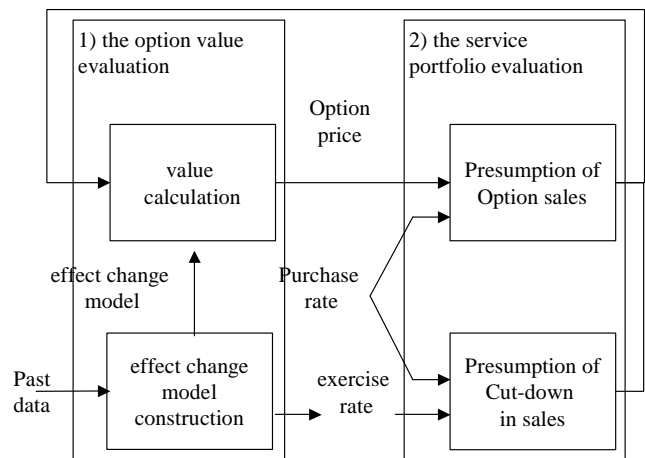 1) the option value
evaluation
2) the service
portfolio evaluation
Option
price
value
calculation
Presumption of
Option sales
effect change
model
Purchase
rate
Past
data
effect change
model
construction
exercise
rate
Presumption of
Cut-down
in sales